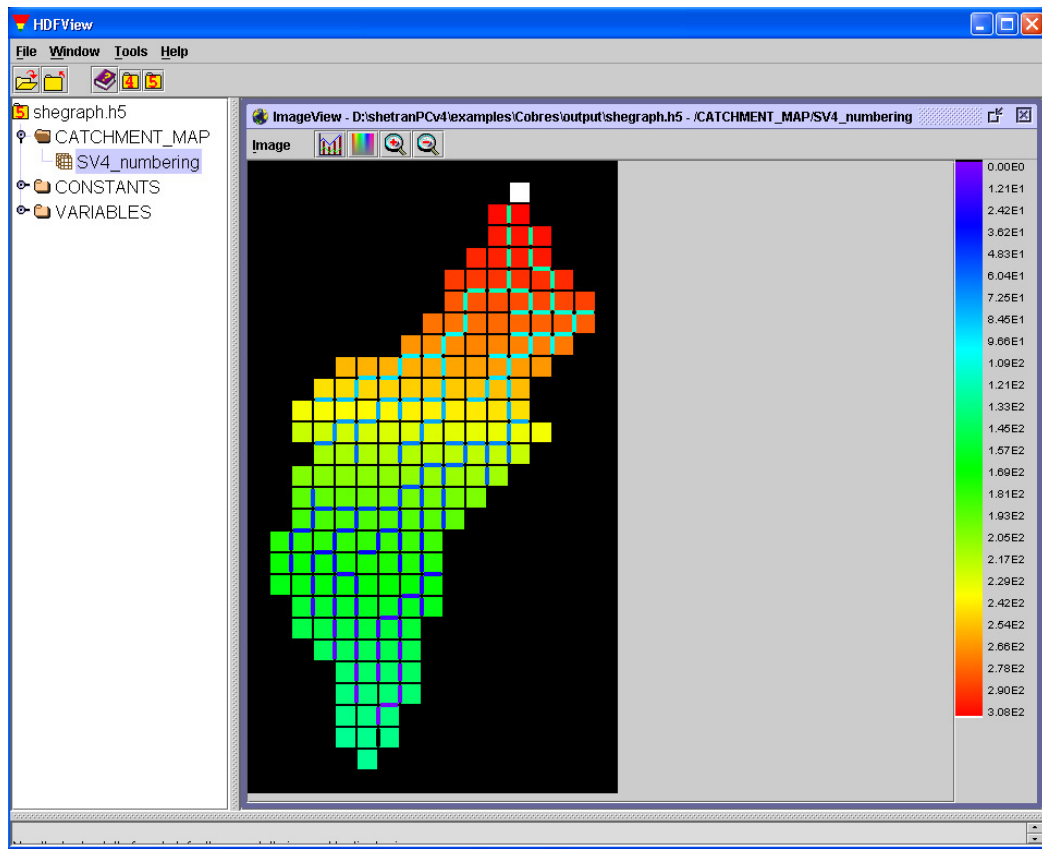 HDFView
File Window Tools Help
4 5
5 shegraph.h5
CATCHMENT_MAP
SV4_numbering
CONSTANTS
VARIABLES
ImageView - D:\shetranPCv4\examples\Cobres\output\shegraph.h5 - /CATCHMENT_MAP/SV4_numbering
Image
0.00E0
1.21E1
2.42E1
3.62E1
4.83E1
6.04E1
7.25E1
8.45E1
9.66E1
1.09E2
1.21E2
1.33E2
1.45E2
1.57E2
1.69E2
1.81E2
1.93E2
2.05E2
2.17E2
2.29E2
2.42E2
2.54E2
2.66E2
2.78E2
2.90E2
3.08E2